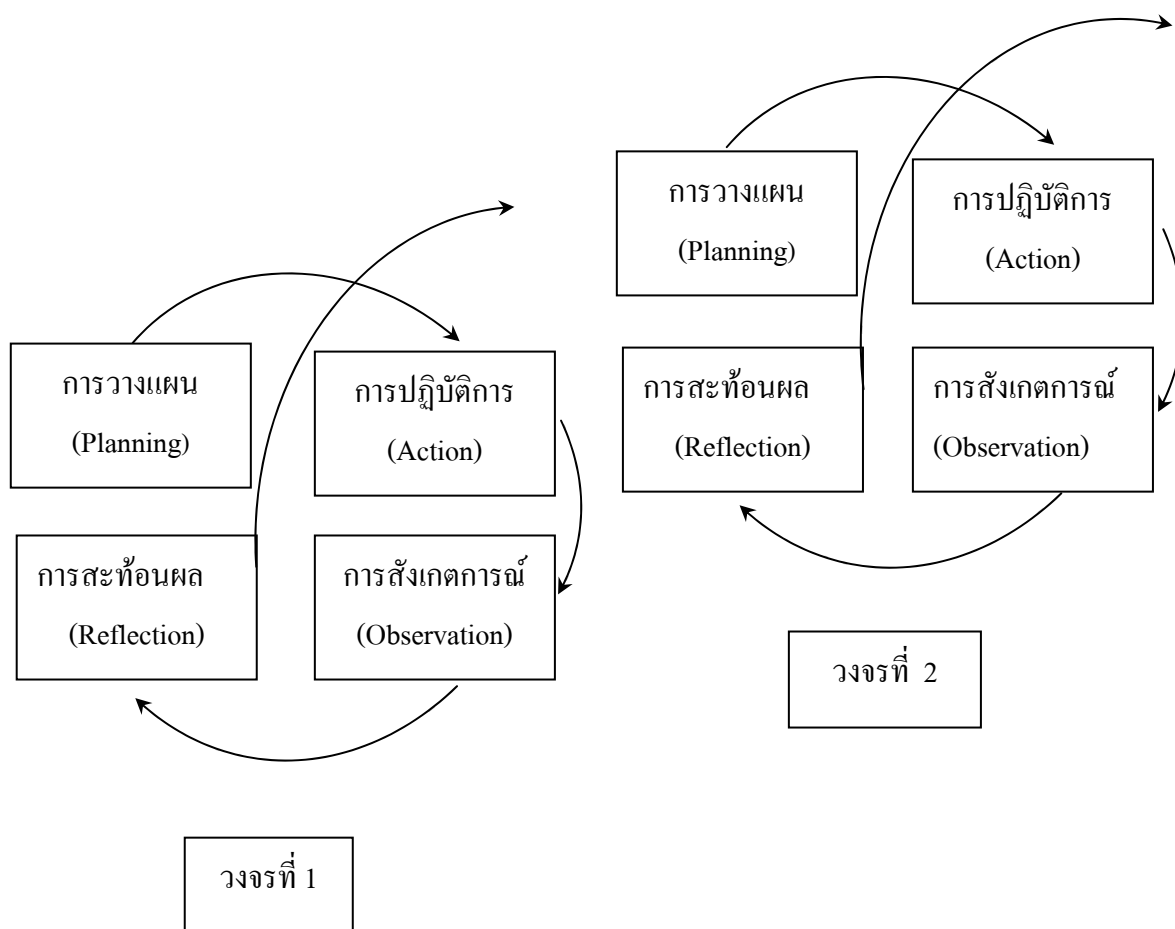 การวางแผน
(Planning)
การปฏิบัติการ
(Action)
การสะท้อนผล
(Reflection)
การสังเกตการณ์
(Observation)
วงจรที่ 1
การวางแผน
(Planning)
การปฏิบัติการ
(Action)
การสะท้อนผล
(Reflection)
การสังเกตการณ์
(Observation)
วงจรที่ 2